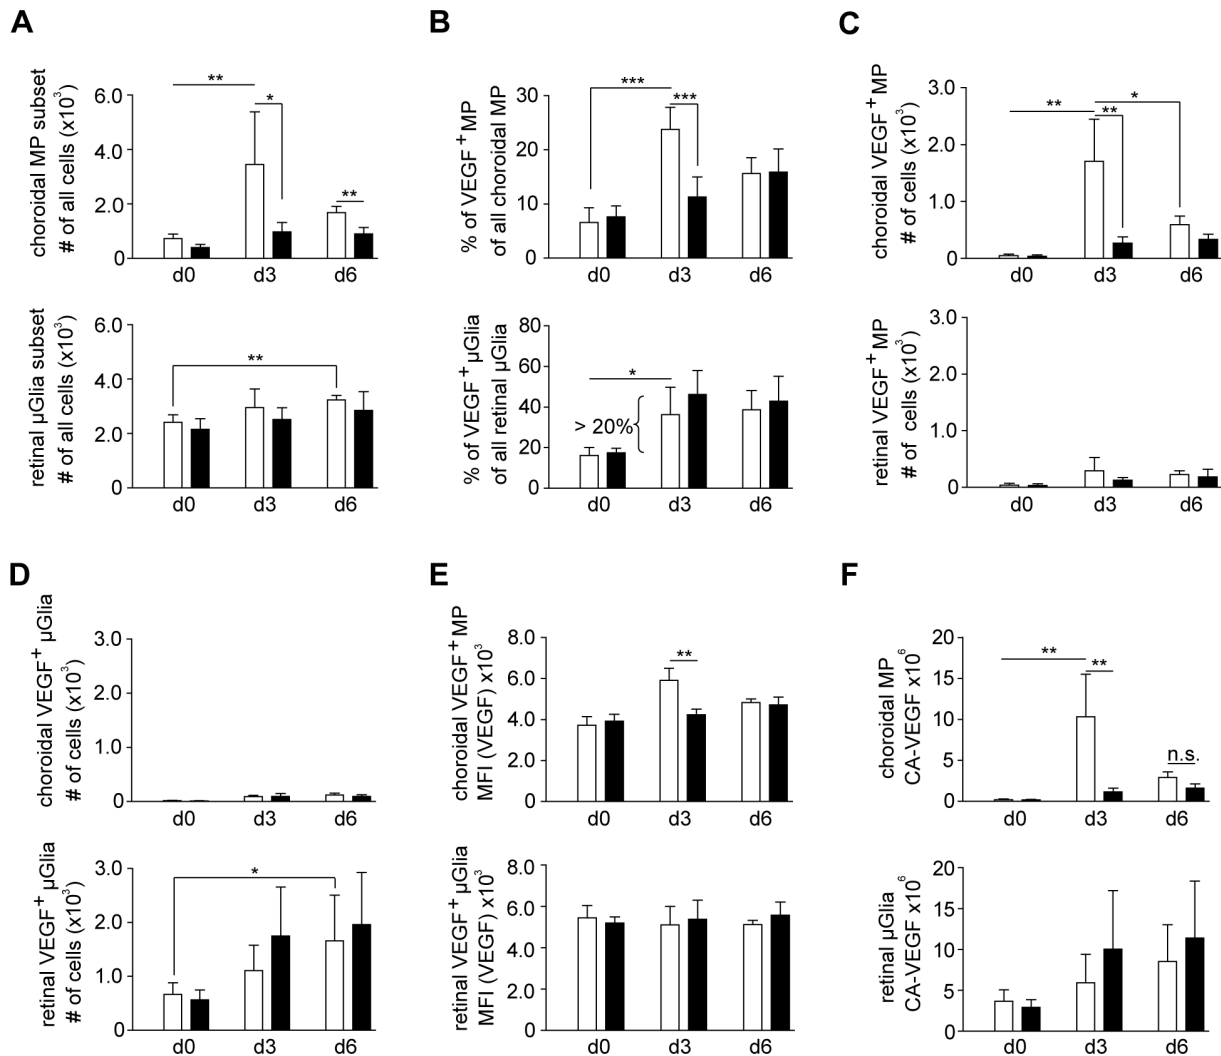 A
choroidal MP subset
# of all cells (x10³)
6.0
4.0
2.0
0
**
*
**
d0 d3 d6
retinal µGlia subset
# of all cells (x10³)
6.0
4.0
2.0
0
**
d0 d3 d6
B
% of VEGF⁺MP
of all choroidal MP
30
20
10
0
***
***
d0 d3 d6
% of VEGF⁺µGlia
of all retinal µGlia
80
60
40
20
0
*
> 20%
d0 d3 d6
C
choroidal VEGF⁺MP
# of cells (x10³)
3.0
2.0
1.0
0
**
**
*
d0 d3 d6
retinal VEGF⁺MP
# of cells (x10³)
3.0
2.0
1.0
0
d0 d3 d6
D
choroidal VEGF⁺ µGlia
# of cells (x10³)
3.0
2.0
1.0
0
d0 d3 d6
retinal VEGF⁺ µGlia
# of cells (x10³)
3.0
2.0
1.0
0
*
d0 d3 d6
E
choroidal VEGF⁺MP
MFI (VEGF) x10³
8.0
6.0
4.0
2.0
0
**
d0 d3 d6
retinal VEGF⁺µGlia
MFI (VEGF) x10³
8.0
6.0
4.0
2.0
0
d0 d3 d6
F
choroidal MP
CA-VEGF x10⁶
20
15
10
5
0
**
**
n.s.
d0 d3 d6
retinal µGlia
CA-VEGF x10⁶
20
15
10
5
0
d0 d3 d6